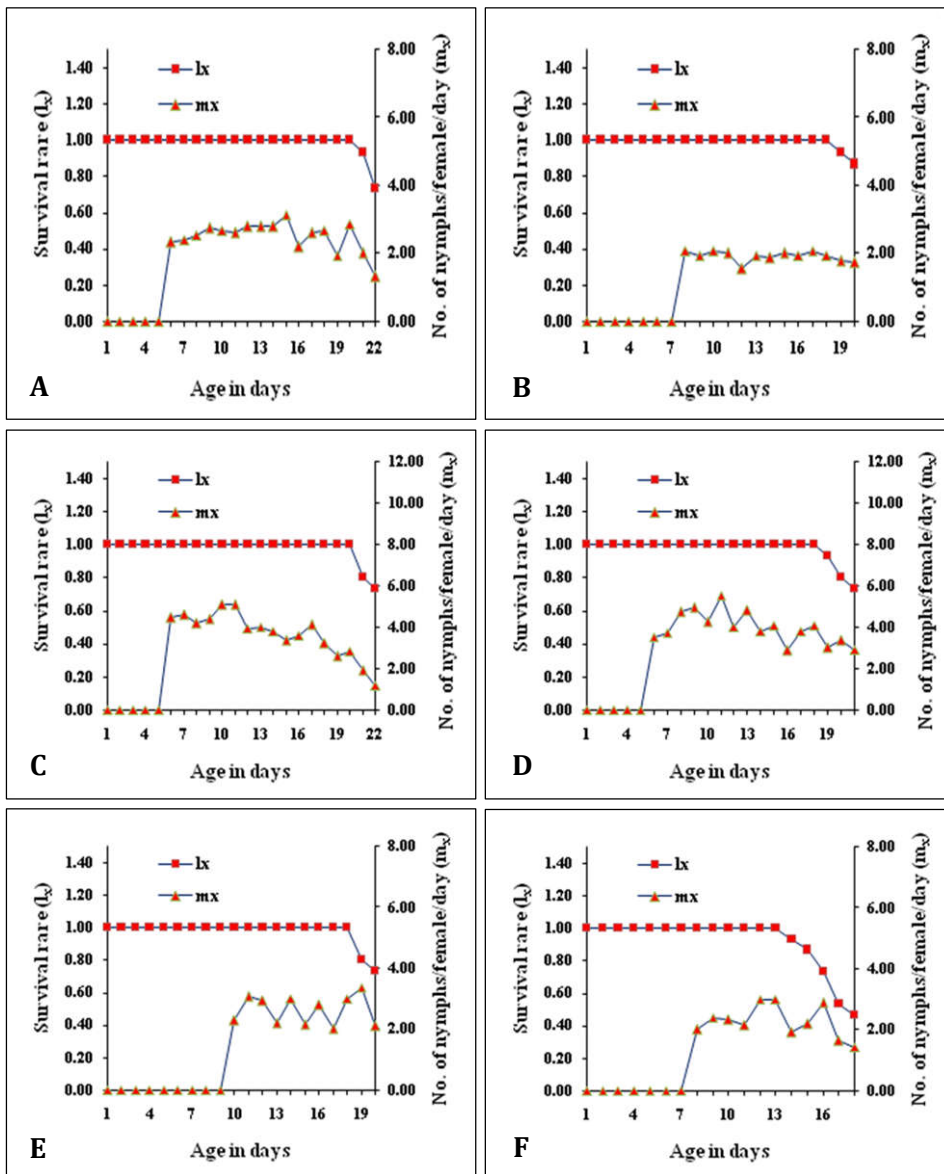 Survival rare (lx)
1.40
1.20
1.00
0.80
0.60
0.40
0.20
0.00
lx
mx
8.00
6.00
4.00
2.00
0.00
No. of nymphs/female/day (mx)
1 4 7 10 13 16 19 22
Age in days
A
Survival rare (lx)
1.40
1.20
1.00
0.80
0.60
0.40
0.20
0.00
lx
mx
8.00
6.00
4.00
2.00
0.00
No. of nymphs/female/day (mx)
1 4 7 10 13 16 19
Age in days
B
Survival rare (lx)
1.40
1.20
1.00
0.80
0.60
0.40
0.20
0.00
lx
mx
12.00
10.00
8.00
6.00
4.00
2.00
0.00
No. of nymphs/female/day (mx)
1 4 7 10 13 16 19 22
Age in days
C
Survival rare (lx)
1.40
1.20
1.00
0.80
0.60
0.40
0.20
0.00
lx
mx
12.00
10.00
8.00
6.00
4.00
2.00
0.00
No. of nymphs/female/day (mx)
1 4 7 10 13 16 19
Age in days
D
Survival rare (lx)
1.40
1.20
1.00
0.80
0.60
0.40
0.20
0.00
lx
mx
8.00
6.00
4.00
2.00
0.00
No. of nymphs/female/day (mx)
1 4 7 10 13 16 19
Age in days
E
Survival rare (lx)
1.40
1.20
1.00
0.80
0.60
0.40
0.20
0.00
lx
mx
8.00
6.00
4.00
2.00
0.00
No. of nymphs/female/day (mx)
1 4 7 10 13 16
Age in days
F